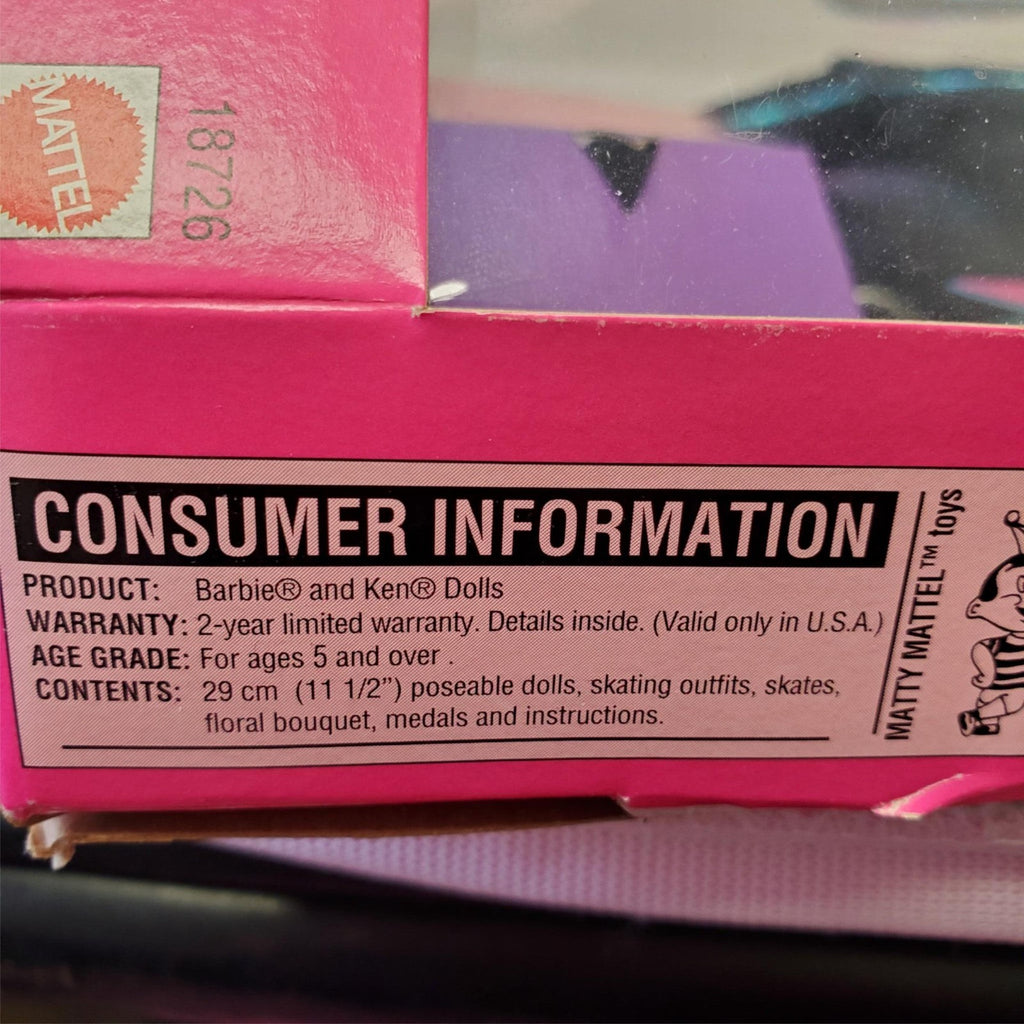 MATTEL
18726
CONSUMER INFORMATION
PRODUCT: Barbie® and Ken® Dolls
WARRANTY: 2-year limited warranty. Details inside. (Valid only in U.S.A.)
AGE GRADE: For ages 5 and over .
CONTENTS: 29 cm (11 1/2”) poseable dolls, skating outfits, skates,
floral bouquet, medals and instructions.
MATTY MATTEL™ toys